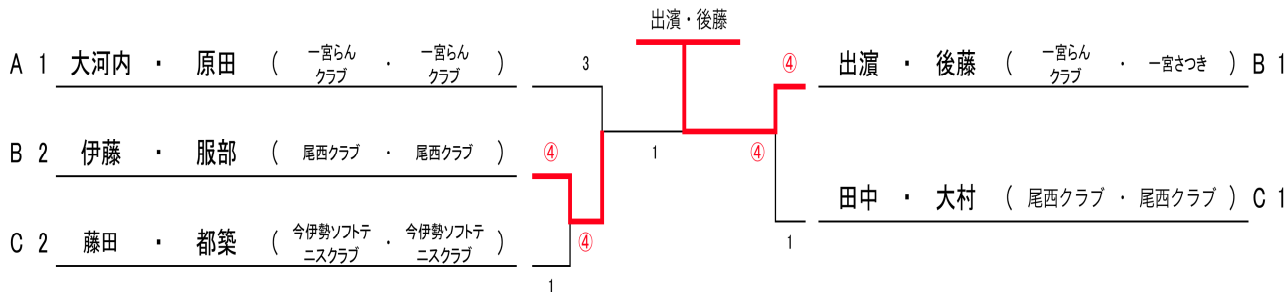 出濵・後藤
A 1 大河内 ・ 原田 ( 一宮らんクラブ ・ 一宮らんクラブ ) 3
④ 出濵 ・ 後藤 ( 一宮らんクラブ ・ 一宮さつき ) B 1
B 2 伊藤 ・ 服部 ( 尾西クラブ ・ 尾西クラブ ) ④
1 ④
田中 ・ 大村 ( 尾西クラブ ・ 尾西クラブ ) C 1
C 2 藤田 ・ 都築 ( 今伊勢ソフトテニスクラブ ・ 今伊勢ソフトテニスクラブ ) ④
1
1